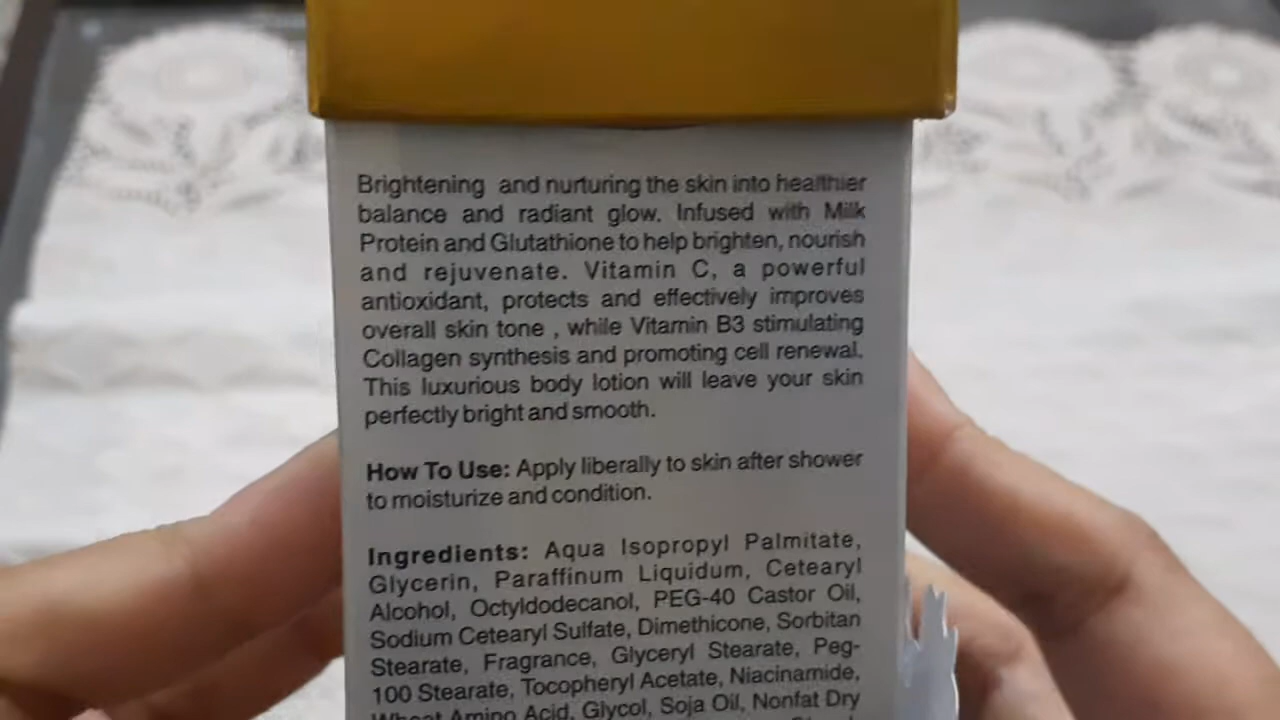 Brightening and nurturing the skin into healthier
balance and radiant glow. Infused with Milk
Protein and Glutathione to help brighten, nourish
and rejuvenate. Vitamin C, a powerful
antioxidant, protects and effectively improves
overall skin tone , while Vitamin B3 stimulating
Collagen synthesis and promoting cell renewal.
This luxurious body lotion will leave your skin
perfectly bright and smooth.
How To Use: Apply liberally to skin after shower
to moisturize and condition.
Ingredients: Aqua Isopropyl Palmitate,
Glycerin, Paraffinum Liquidum, Cetearyl
Alcohol, Octyldodecanol, PEG-40 Castor Oil,
Sodium Cetearyl Sulfate, Dimethicone, Sorbitan
Stearate, Fragrance, Glyceryl Stearate, Peg-
100 Stearate, Tocopheryl Acetate, Niacinamide,
Wheat Amino Acid, Glycol, Soja Oil, Nonfat Dry